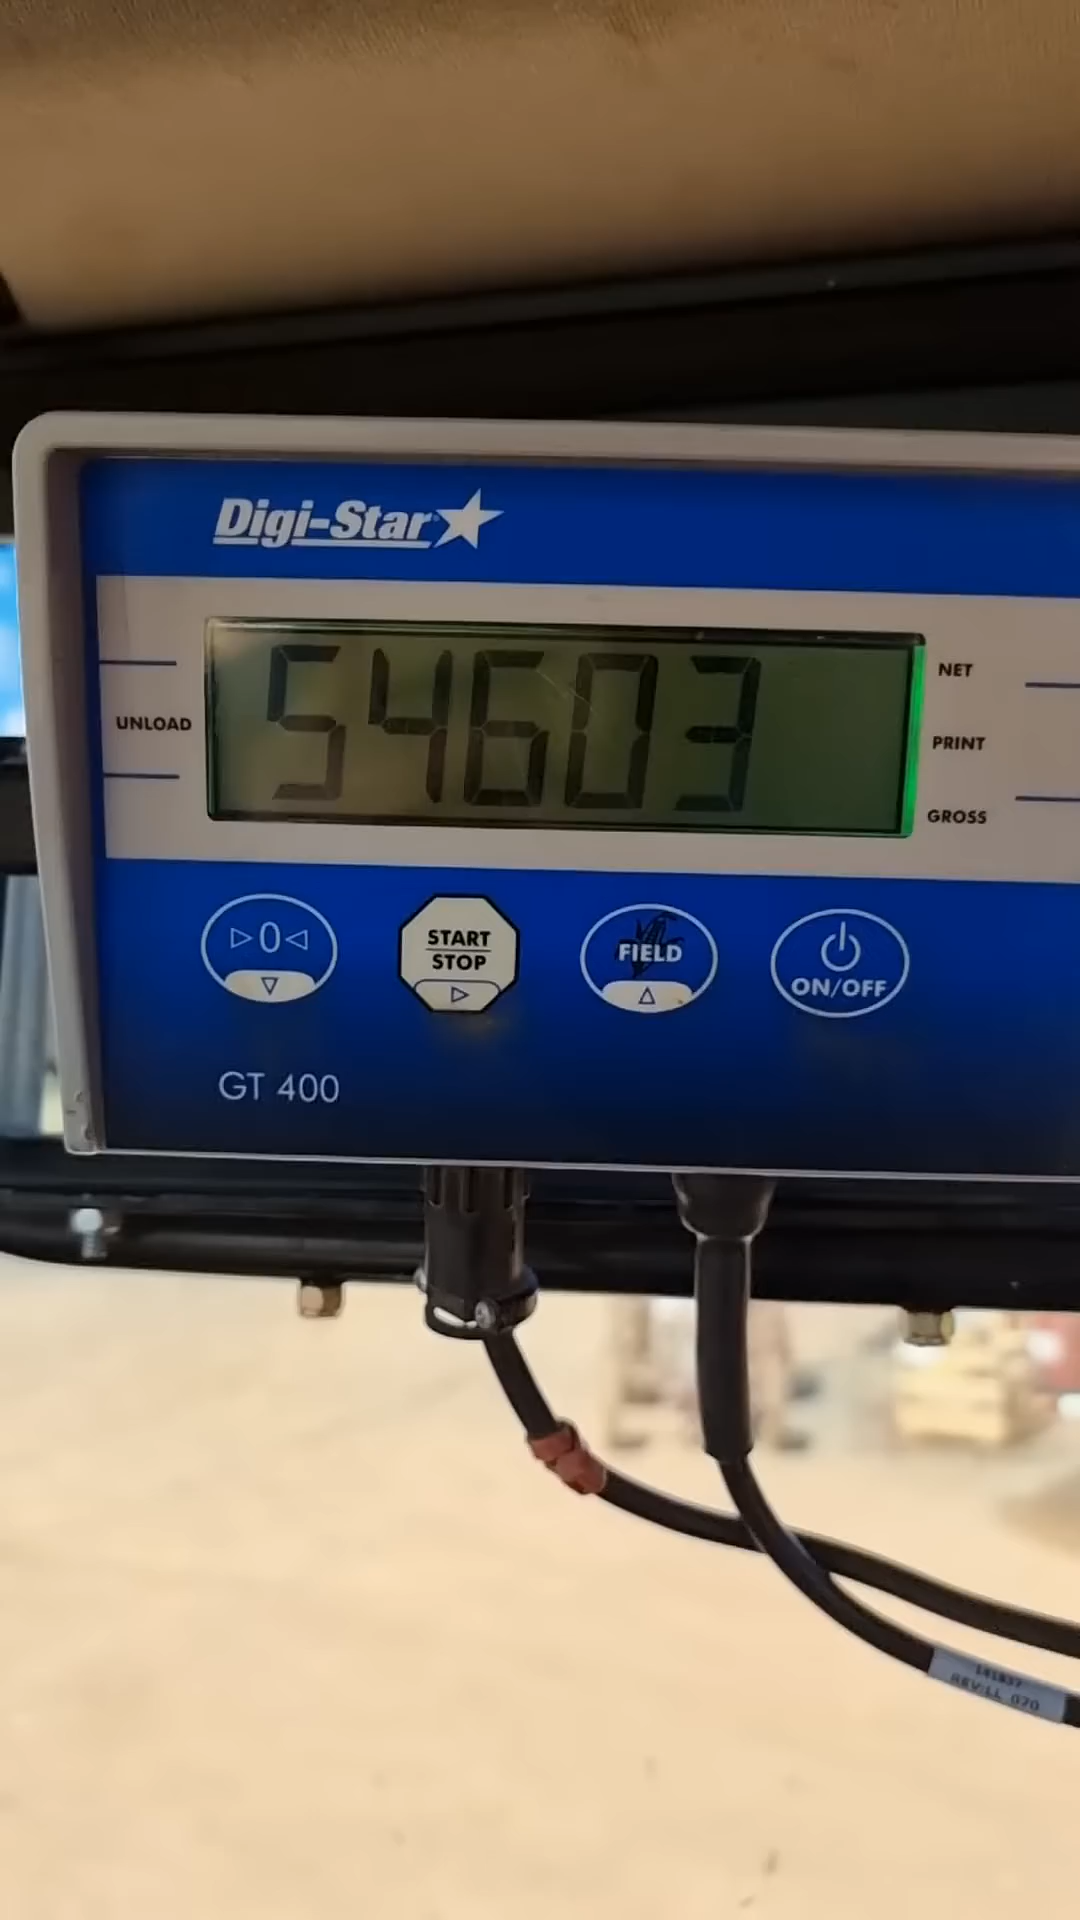 Digi-Star
54603
UNLOAD
NET
PRINT
GROSS
▷0◁
▽
START
STOP
▷
FIELD
△
ON/OFF
GT 400